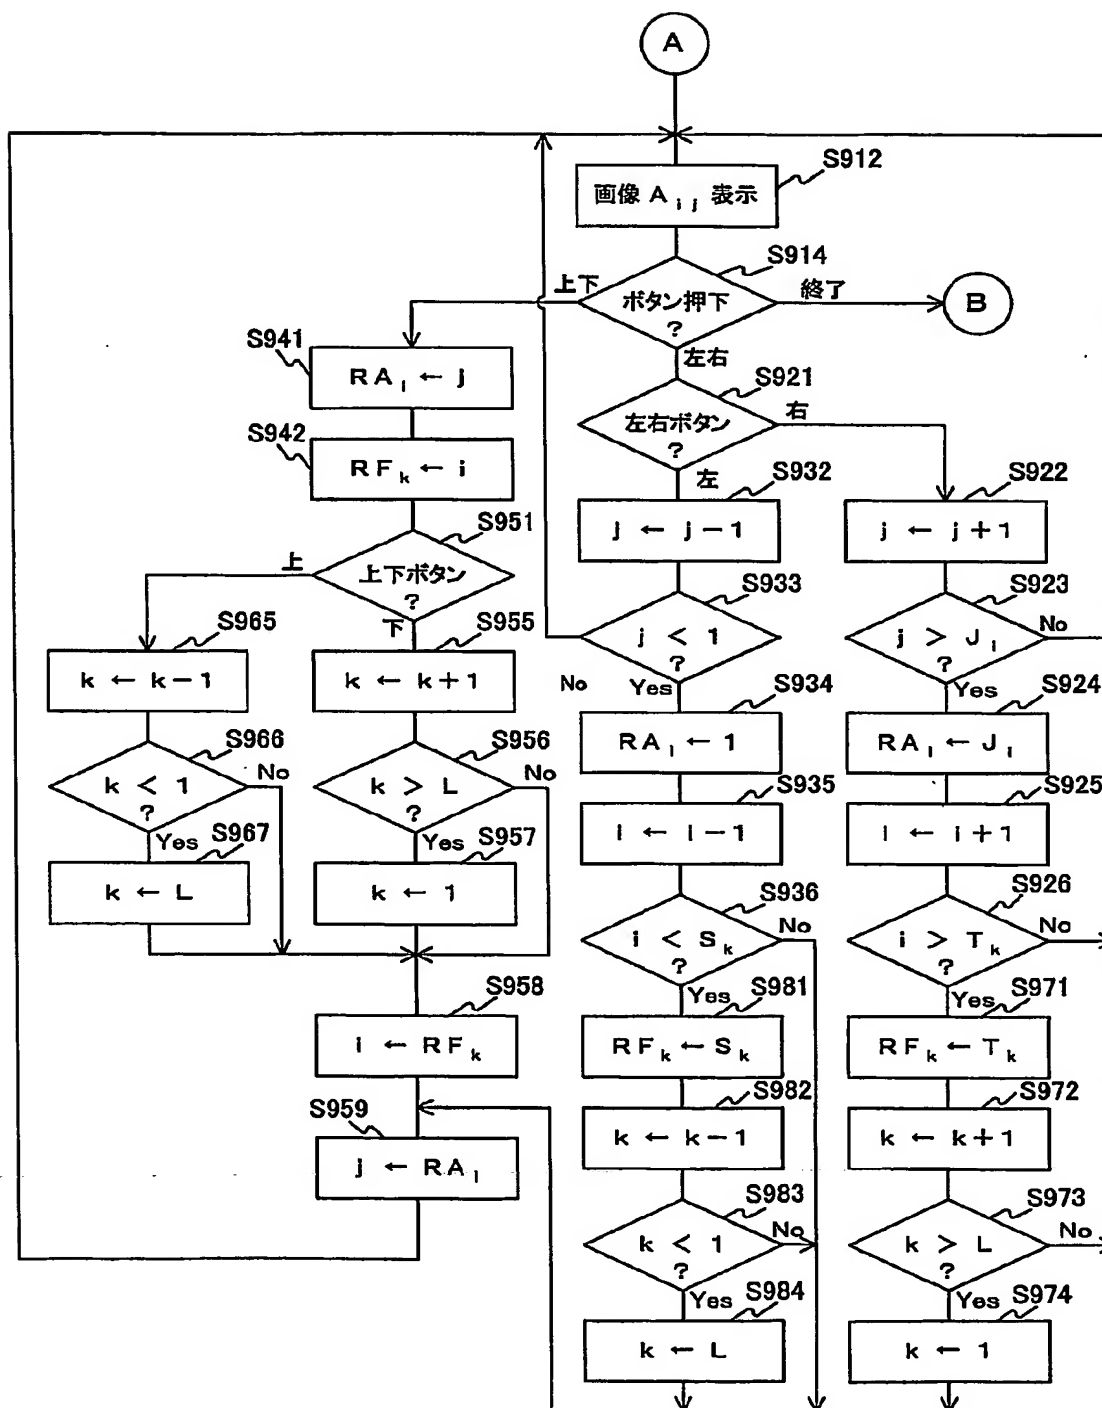 A
S912
画像 A i j 表示
S914
上下
ボタン押下
?
終了
B
左右
S941
RA i ← j
S921
左右ボタン
?
右
左
S942
RF k ← i
S932
j ← j-1
S922
j ← j+1
S951
上
上下ボタン
?
下
S933
j < 1
?
No
Yes
S923
j > J i
?
No
Yes
S965
k ← k-1
S955
k ← k+1
S934
RA i ← 1
S924
RA i ← J i
S966
k < 1
?
No
Yes
S956
k > L
?
No
Yes
S935
i ← i-1
S925
i ← i+1
S967
k ← L
S957
k ← 1
S936
i < S k
?
No
Yes
S926
i > T k
?
No
Yes
S958
i ← RF k
S981
RF k ← S k
S971
RF k ← T k
S959
j ← RA i
S982
k ← k-1
S972
k ← k+1
S983
k < 1
?
No
Yes
S973
k > L
?
No
Yes
S984
k ← L
S974
k ← 1